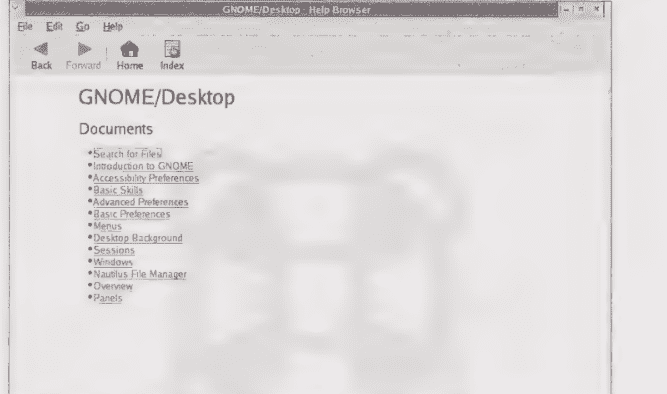 GNOME/Desktop - Help Browser
File Edit Go Help
Back Forward Home Index
GNOME/Desktop
Documents
•Search for Files
•Introduction to GNOME
•Accessibility Preferences
•Basic Skills
•Advanced Preferences
•Basic Preferences
•Menus
•Desktop Background
•Sessions
•Windows
•Nautilus File Manager
•Overview
•Panels